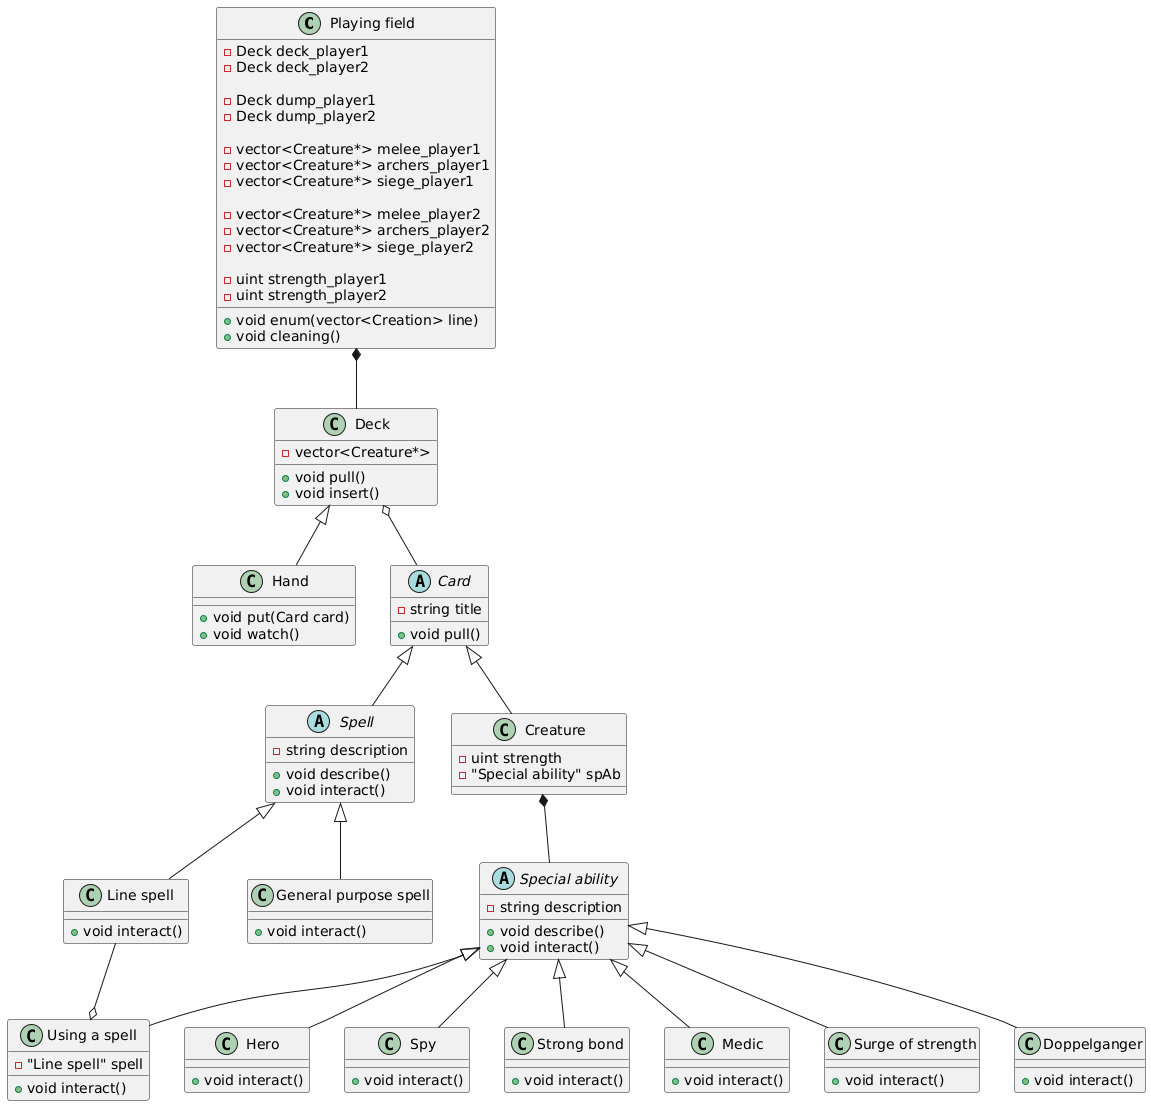 C Playing field
Deck deck_player1
Deck deck_player2
Deck dump_player1
Deck dump_player2
vector<Creature*> melee_player1
vector<Creature*> archers_player1
vector<Creature*> siege_player1
vector<Creature*> melee_player2
vector<Creature*> archers_player2
vector<Creature*> siege_player2
uint strength_player1
uint strength_player2
void enum(vector<Creation> line)
void cleaning()
C Deck
vector<Creature*>
void pull()
void insert()
C Hand
void put(Card card)
void watch()
A Card
string title
void pull()
A Spell
string description
void describe()
void interact()
C Creature
uint strength
"Special ability" spAb
C Line spell
void interact()
C General purpose spell
void interact()
A Special ability
string description
void describe()
void interact()
C Using a spell
"Line spell" spell
void interact()
C Hero
void interact()
C Spy
void interact()
C Strong bond
void interact()
C Medic
void interact()
C Surge of strength
void interact()
C Doppelganger
void interact()